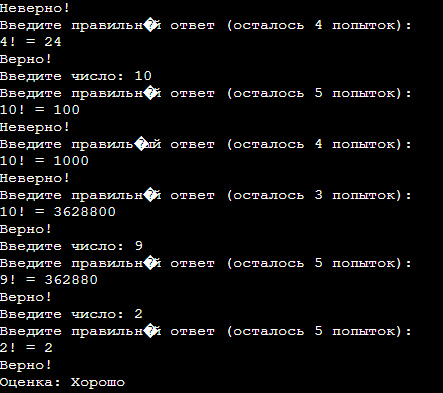 Неверно!
Введите правильн�й ответ (осталось 4 попыток):
4! = 24
Верно!
Введите число: 10
Введите правильн�й ответ (осталось 5 попыток):
10! = 100
Неверно!
Введите правиль�ый ответ (осталось 4 попыток):
10! = 1000
Неверно!
Введите правильн�й ответ (осталось 3 попыток):
10! = 3628800
Верно!
Введите число: 9
Введите правильн�й ответ (осталось 5 попыток):
9! = 362880
Верно!
Введите число: 2
Введите правильн�й ответ (осталось 5 попыток):
2! = 2
Верно!
Оценка: Хорошо